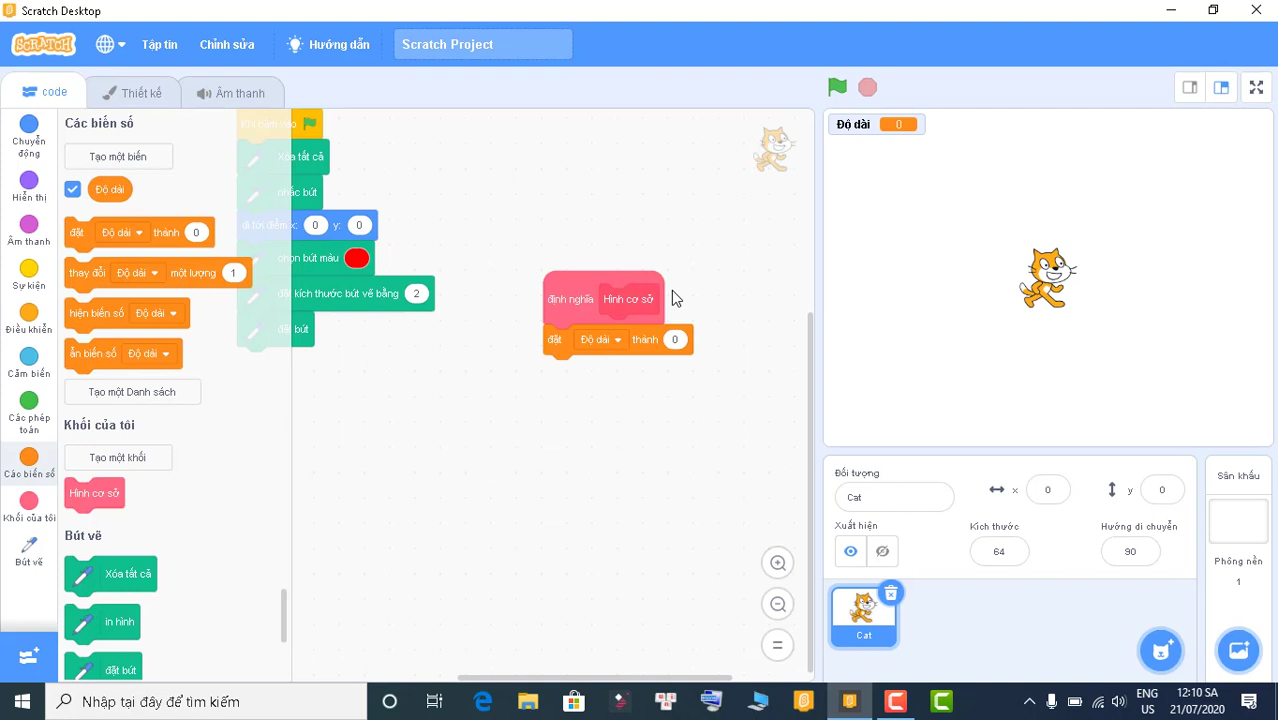 Scratch Desktop
SCRATCH
Tập tin
Chỉnh sửa
Hướng dẫn
Scratch Project
code
Thiết kế
Âm thanh
Chuyển động
Hiển thị
Âm thanh
Sự kiện
Điều khiển
Cảm biến
Các phép toán
Các biến số
Khối của tôi
Bút vẽ
Các biến số
Tạo một biến
Độ dài
đặt Độ dài thành 0
thay đổi Độ dài một lượng 1
hiện biến số Độ dài
ẩn biến số Độ dài
Tạo một Danh sách
Khối của tôi
Tạo một khối
Hình cơ sở
Bút vẽ
Xóa tất cả
in hình
đặt bút
Khi bấm vào
Xóa tất cả
nhấc bút
đi tới điểm x: 0 y: 0
chọn bút màu
đặt kích thước bút vẽ bằng 2
đặt bút
định nghĩa Hình cơ sở
đặt Độ dài thành 0
Độ dài 0
Đối tượng
Cat
x 0
y 0
Xuất hiện
Kích thước
64
Hướng di chuyển
90
Cat
Sân khấu
Phông nền
1
Nhập tại đây để tìm kiếm
ENG
US
12:10 SA
21/07/2020